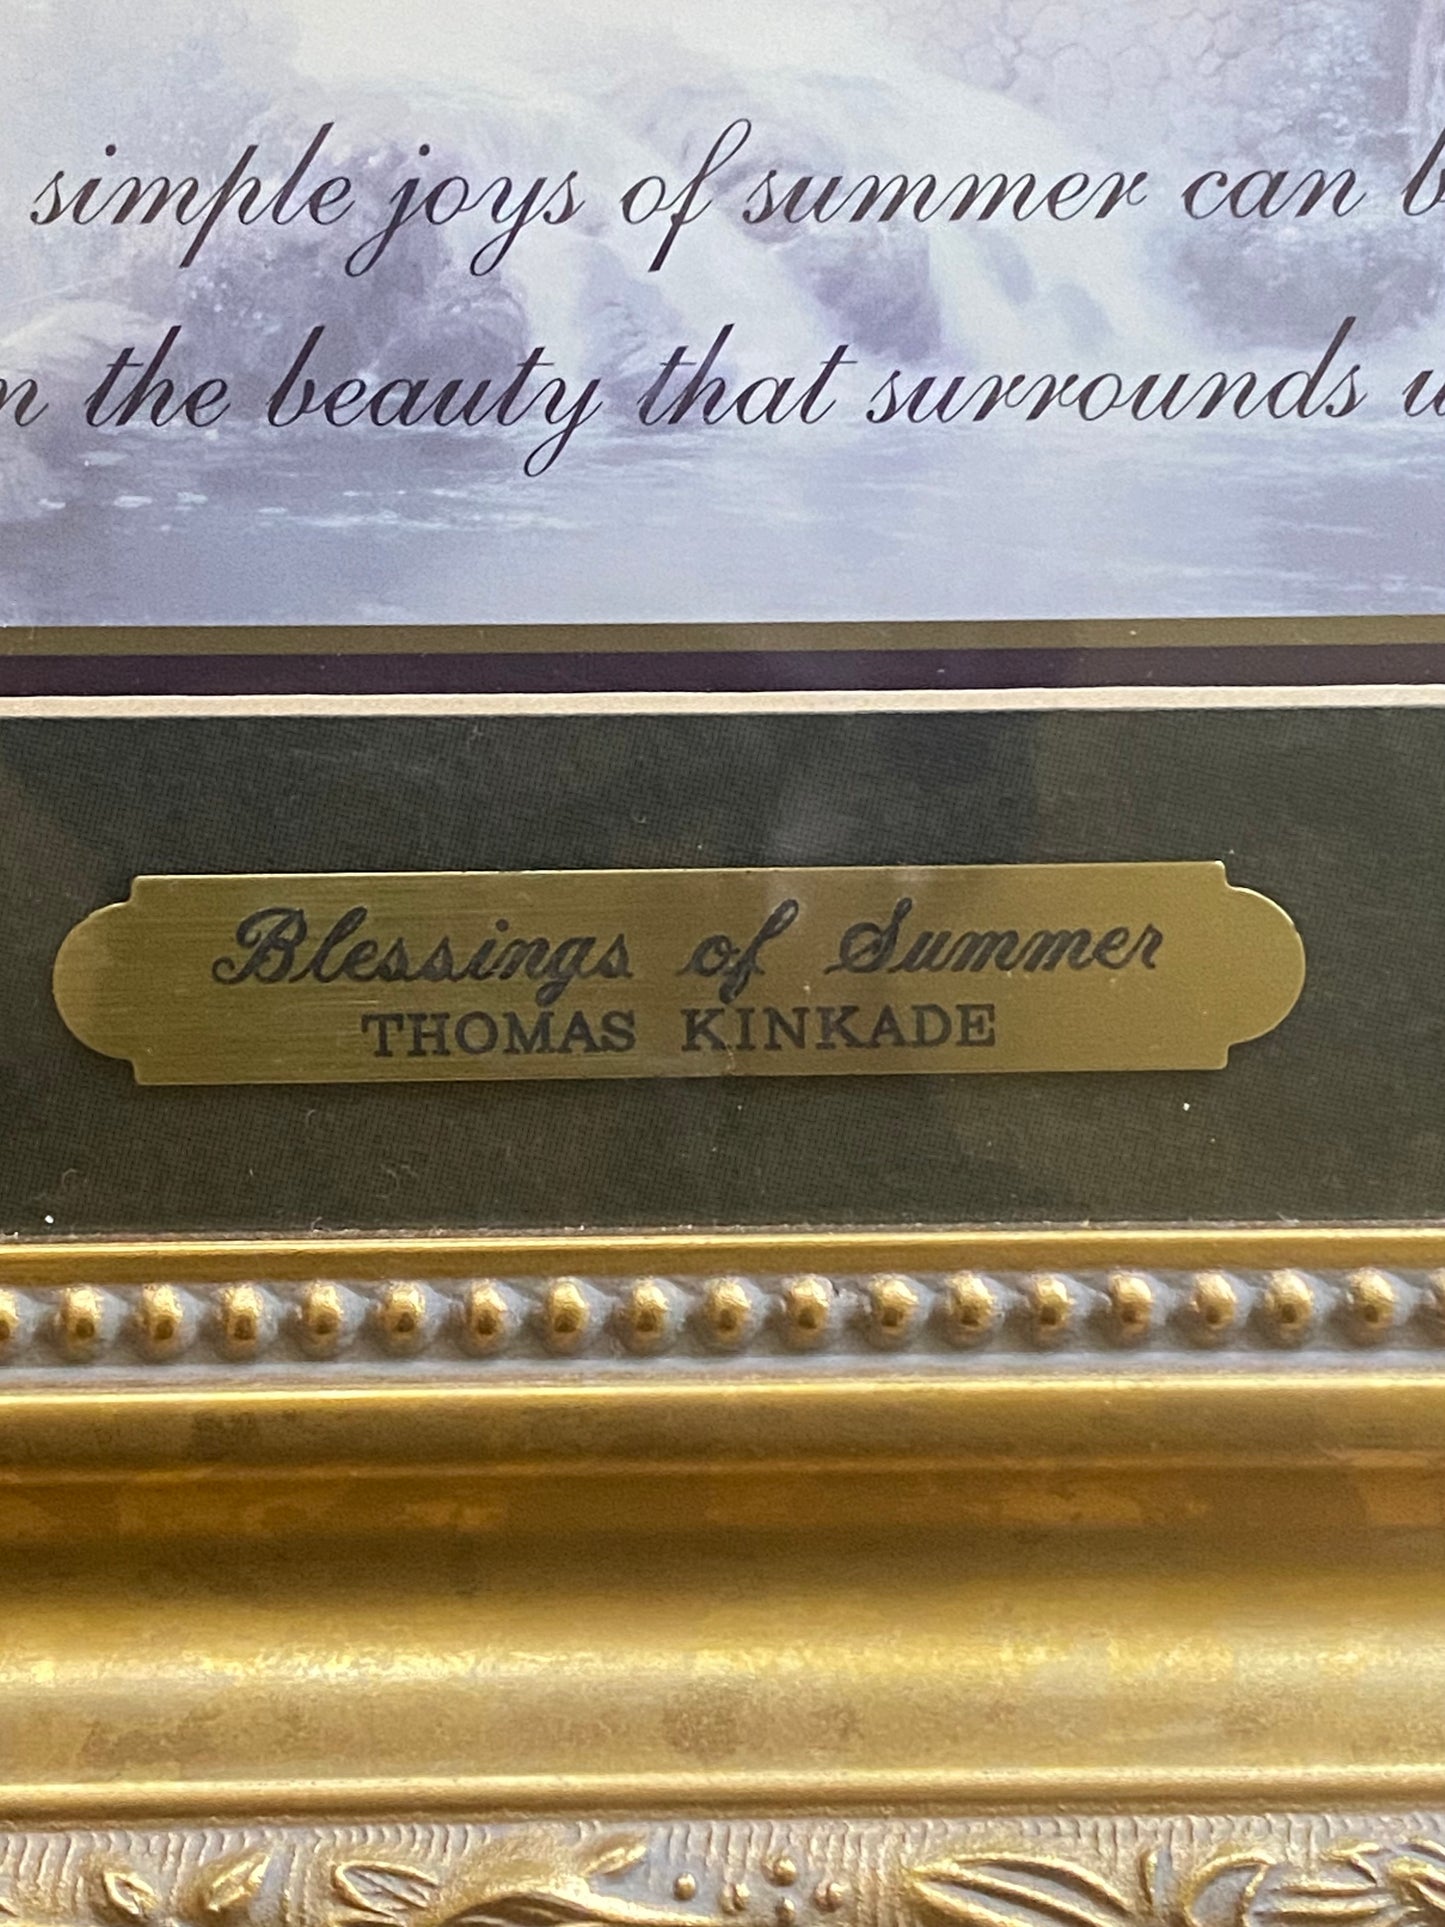 simple joys of summer can
the beauty that surrounds
Blessings of Summer
THOMAS KINKADE